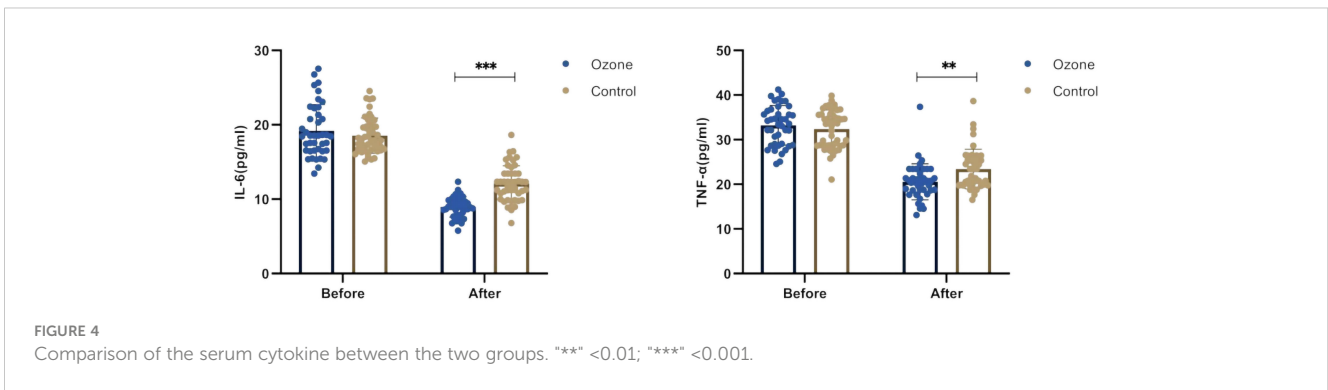 30
20
10
0
IL-6(pg/ml)
***
Ozone
Control
Before
After
50
40
30
20
10
0
TNF-α(pg/ml)
**
Ozone
Control
Before
After
FIGURE 4
Comparison of the serum cytokine between the two groups. "**" <0.01; "***" <0.001.